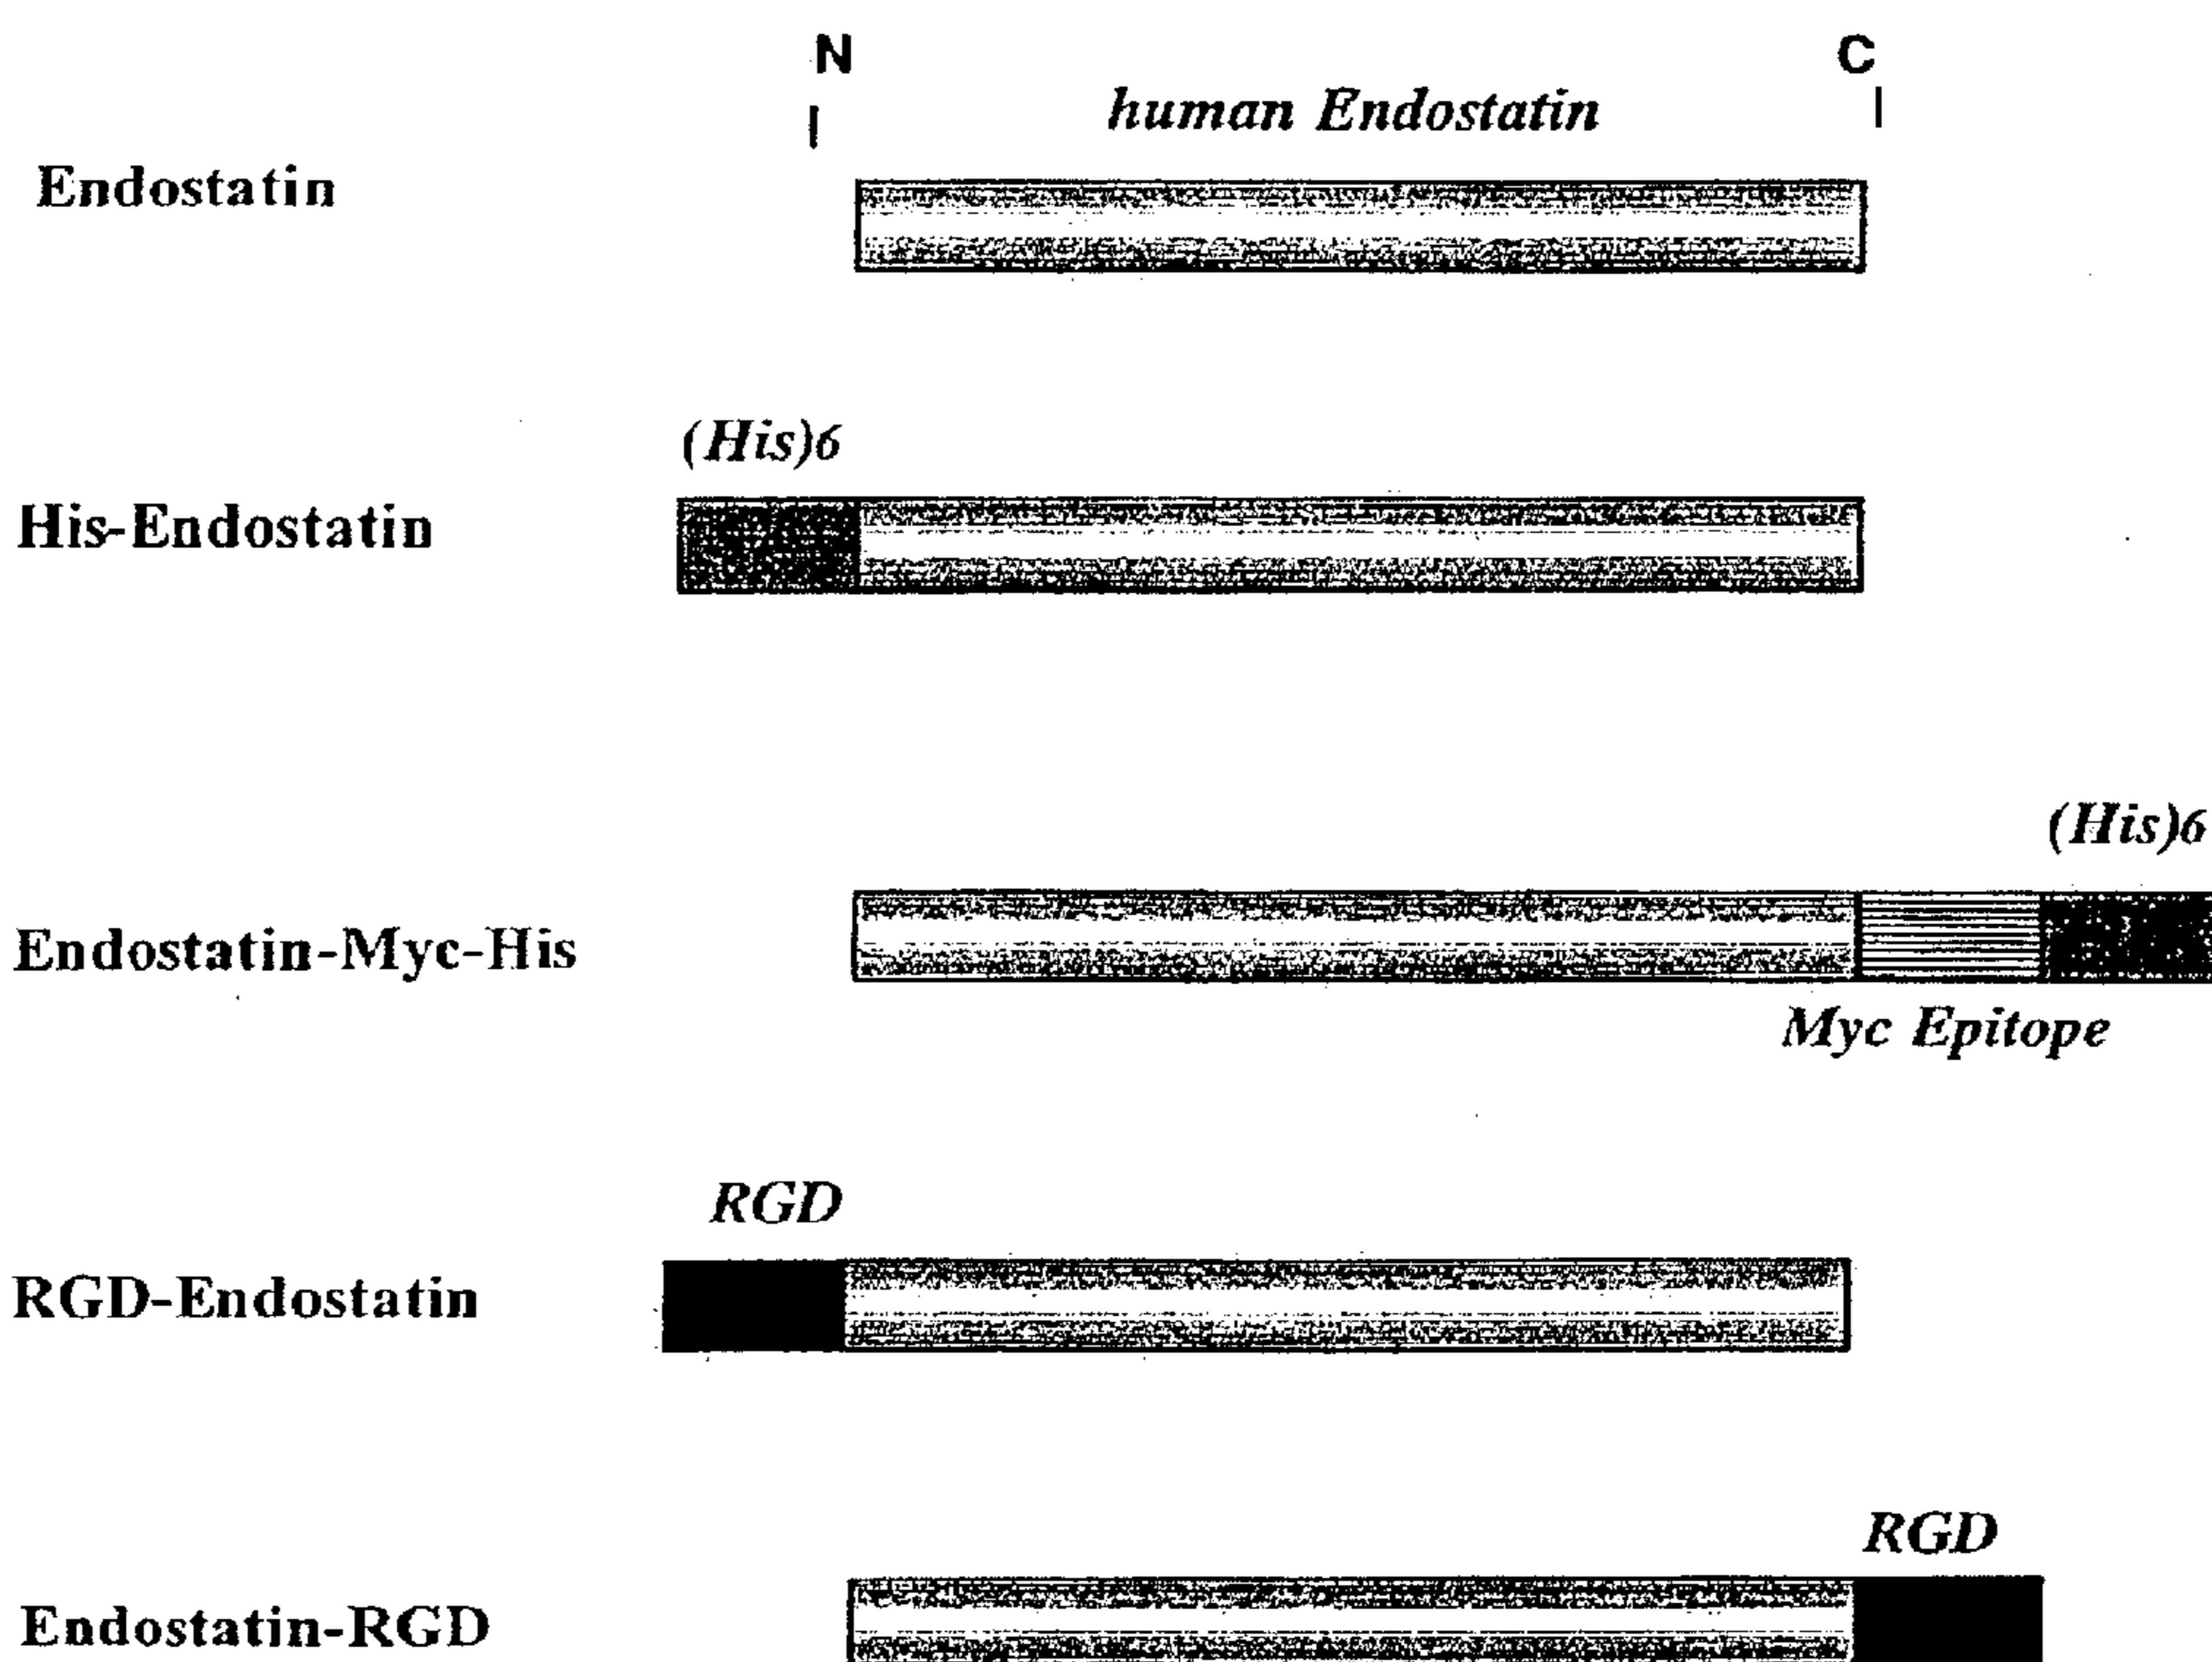 N C
human Endostatin
Endostatin
(His)6
His-Endostatin
(His)6
Endostatin-Myc-His
Myc Epitope
RGD
RGD-Endostatin
RGD
Endostatin-RGD